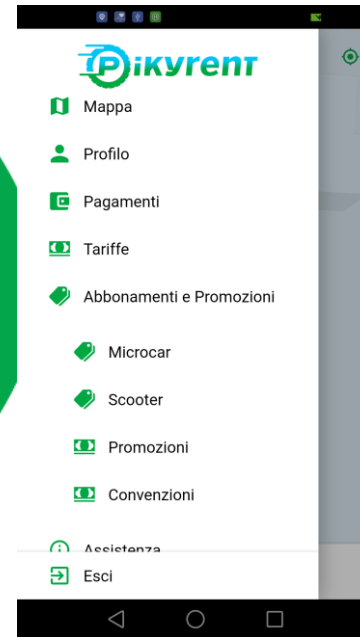 Pikyrent
Mappa
Profilo
Pagamenti
Tariffe
Abbonamenti e Promozioni
Microcar
Scooter
Promozioni
Convenzioni
Assistenza
Esci